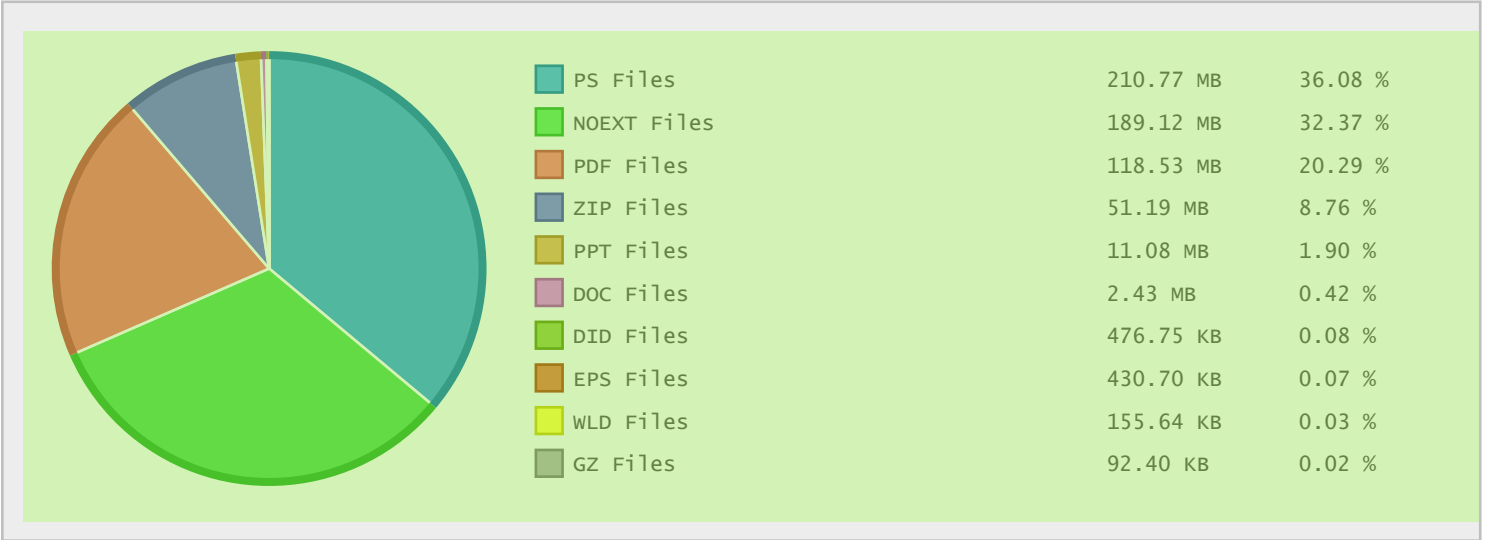 PS Files 210.77 MB 36.08 %
NOEXT Files 189.12 MB 32.37 %
PDF Files 118.53 MB 20.29 %
ZIP Files 51.19 MB 8.76 %
PPT Files 11.08 MB 1.90 %
DOC Files 2.43 MB 0.42 %
DID Files 476.75 KB 0.08 %
EPS Files 430.70 KB 0.07 %
WLD Files 155.64 KB 0.03 %
GZ Files 92.40 KB 0.02 %